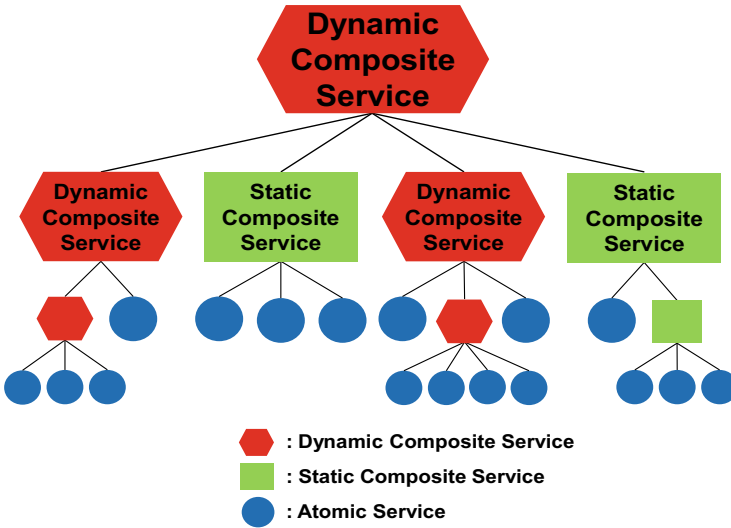 Dynamic
Composite
Service
Dynamic
Composite
Service
Static
Composite
Service
Dynamic
Composite
Service
Static
Composite
Service
: Dynamic Composite Service
: Static Composite Service
: Atomic Service